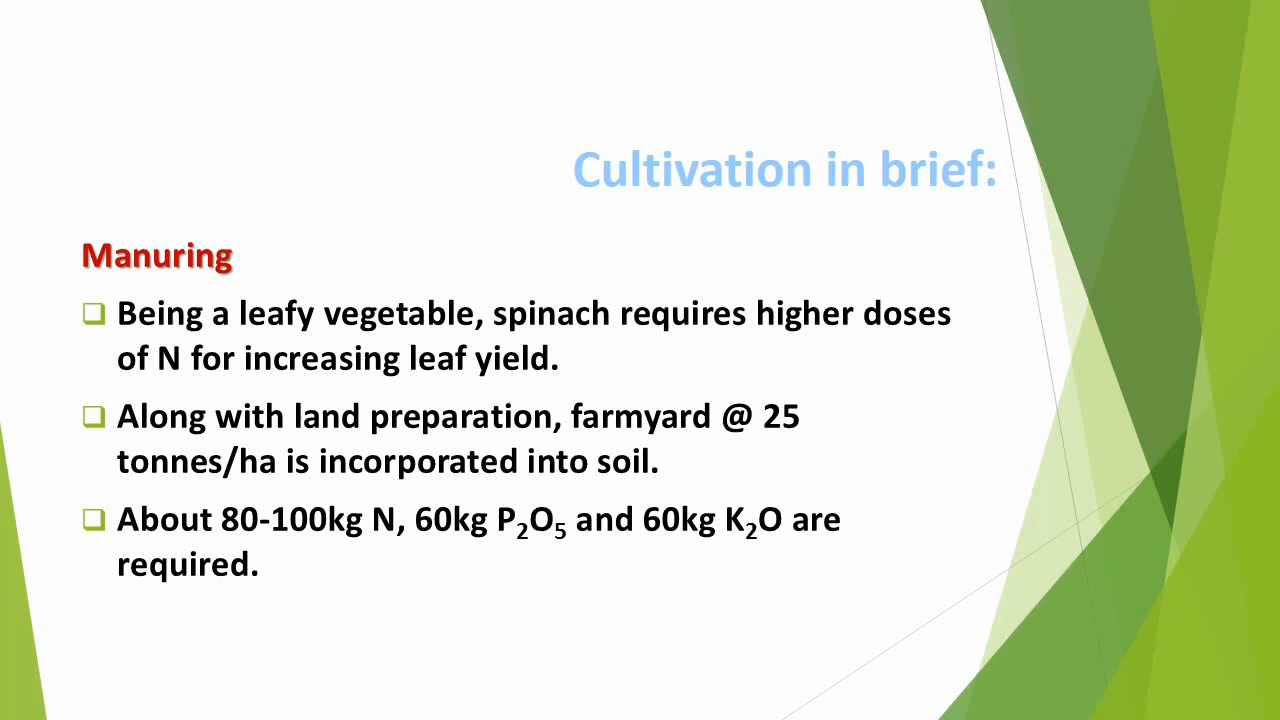 Cultivation in brief:
Manuring
Being a leafy vegetable, spinach requires higher doses
of N for increasing leaf yield.
Along with land preparation, farmyard @ 25
tonnes/ha is incorporated into soil.
About 80-100kg N, 60kg P₂O₅ and 60kg K₂O are
required.